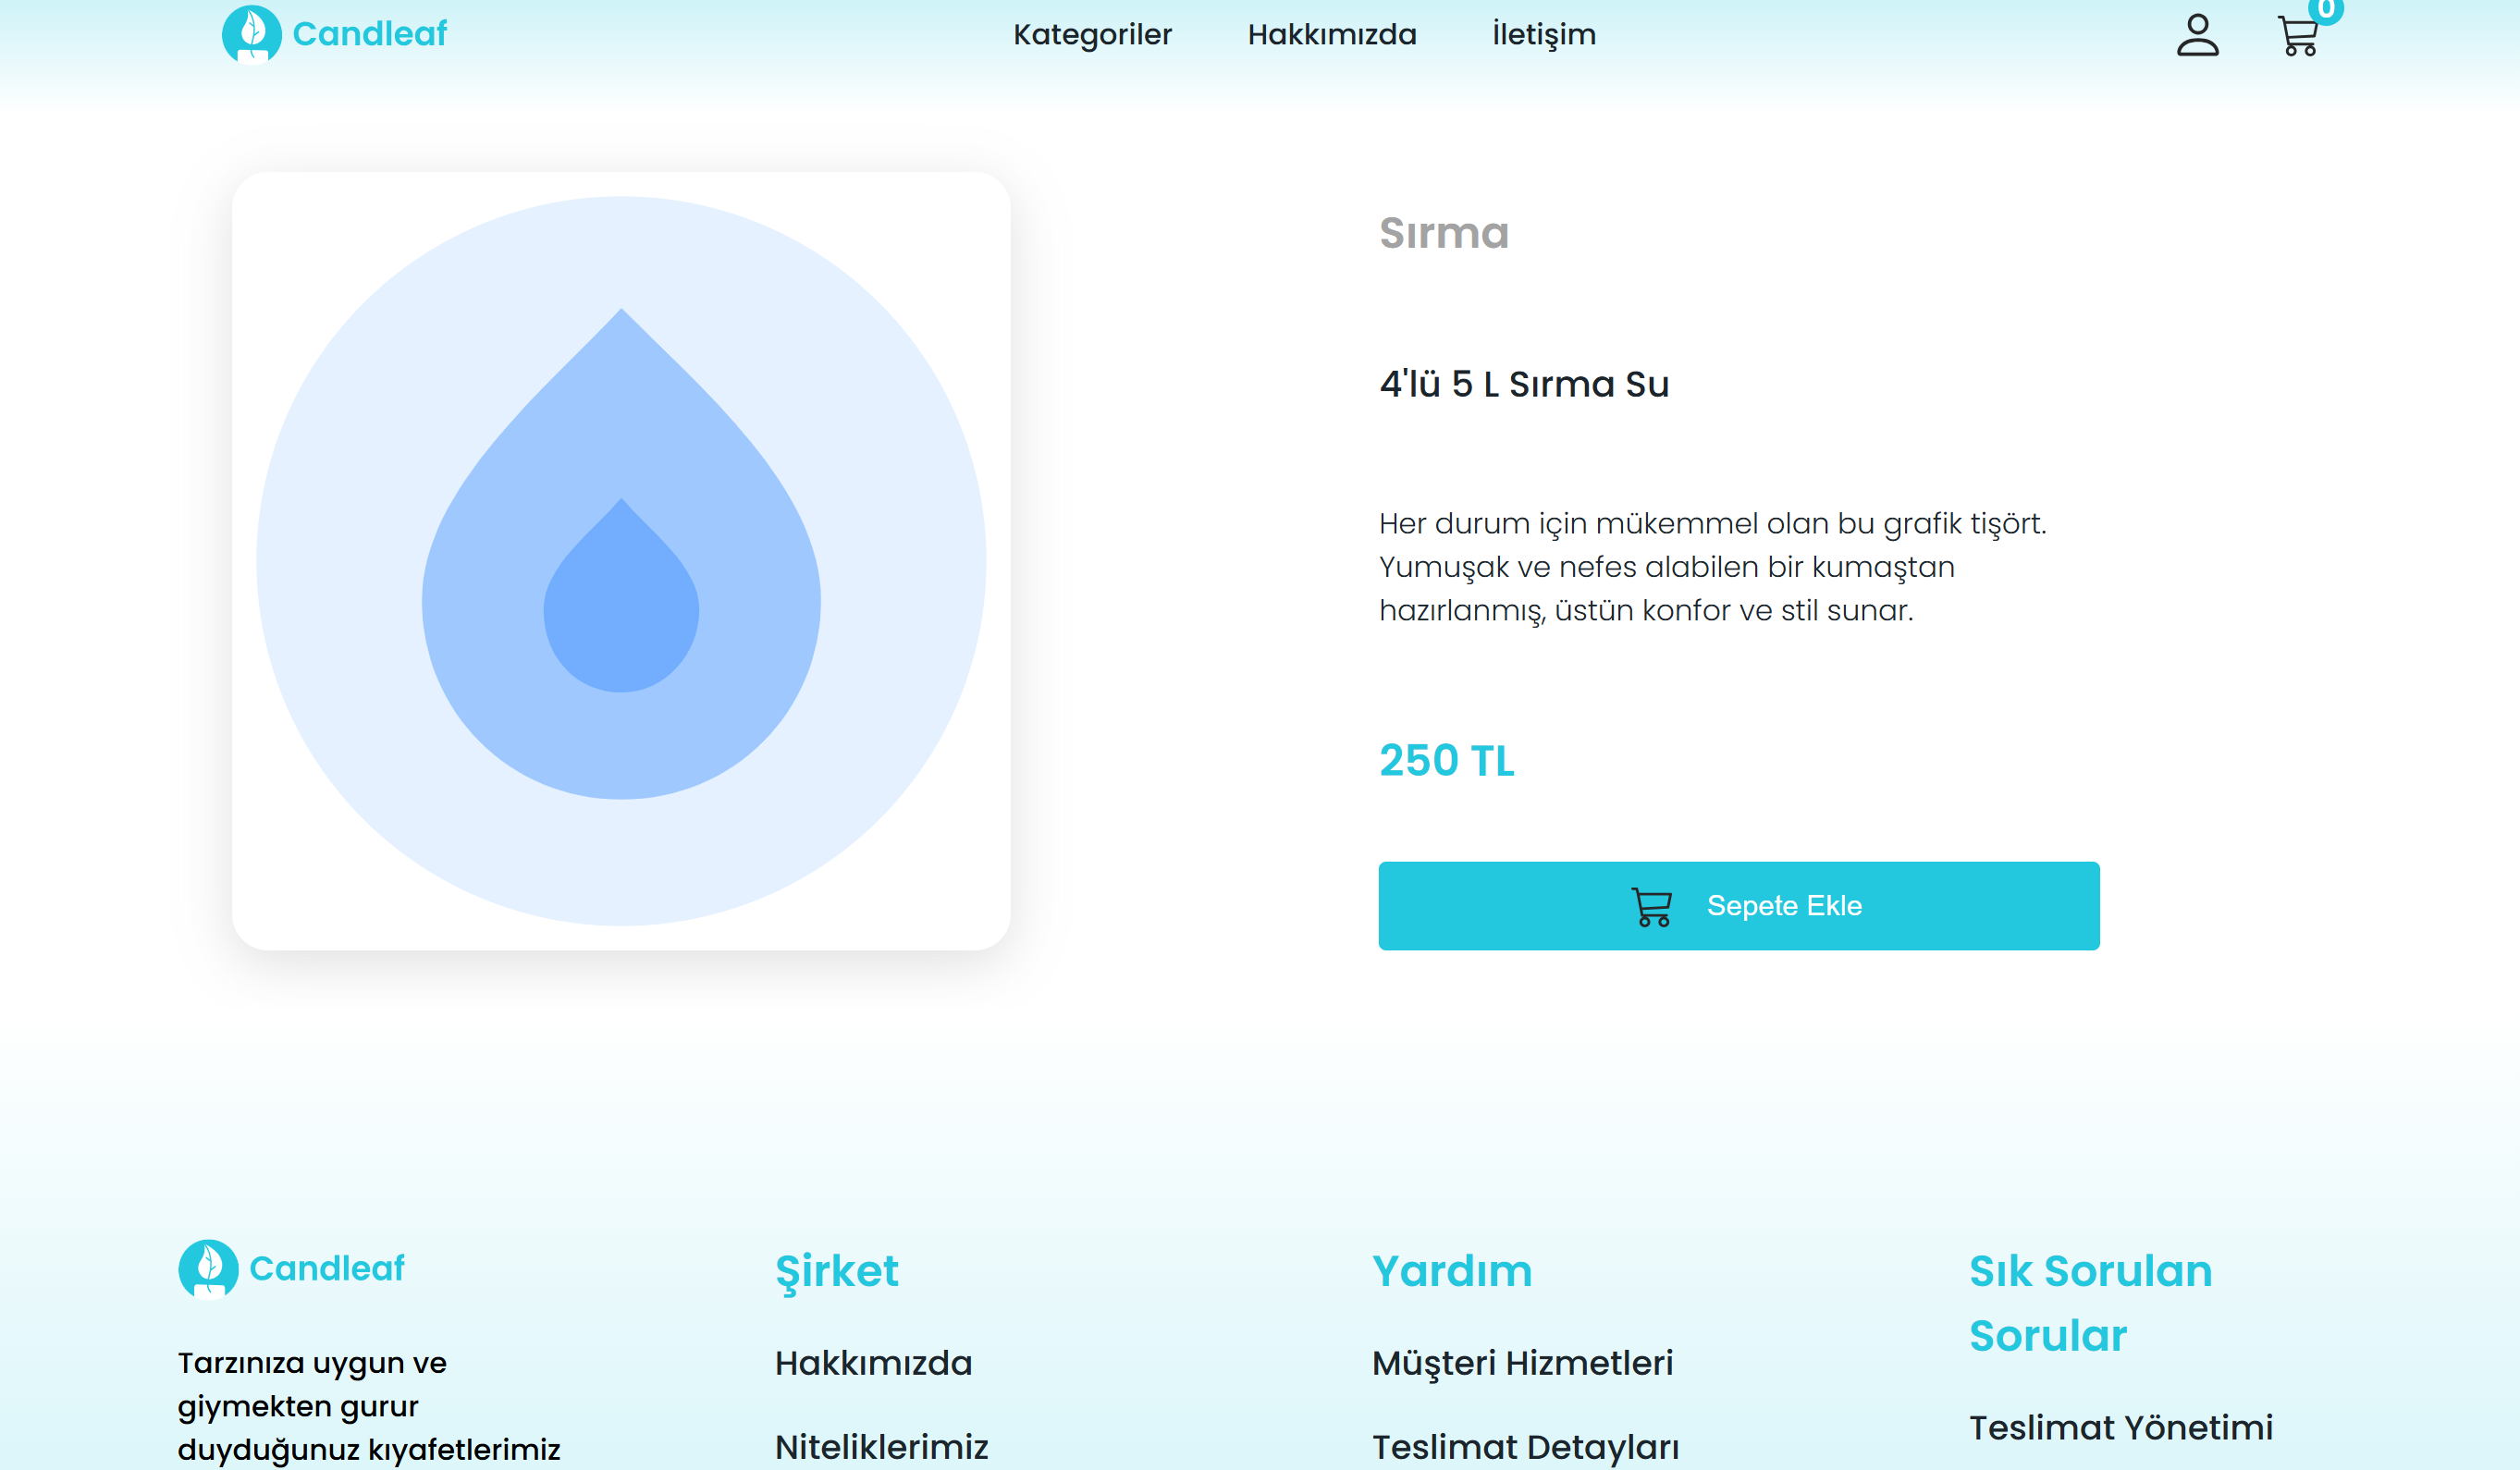 Candleaf
Kategoriler
Hakkımızda
İletişim
0
Sırma
4'lü 5 L Sırma Su
Her durum için mükemmel olan bu grafik tişört.
Yumuşak ve nefes alabilen bir kumaştan
hazırlanmış, üstün konfor ve stil sunar.
250 TL
Sepete Ekle
Candleaf
Tarzınıza uygun ve
giymekten gurur
duyduğunuz kıyafetlerimiz
Şirket
Hakkımızda
Niteliklerimiz
Yardım
Müşteri Hizmetleri
Teslimat Detayları
Sık Sorulan
Sorular
Teslimat Yönetimi